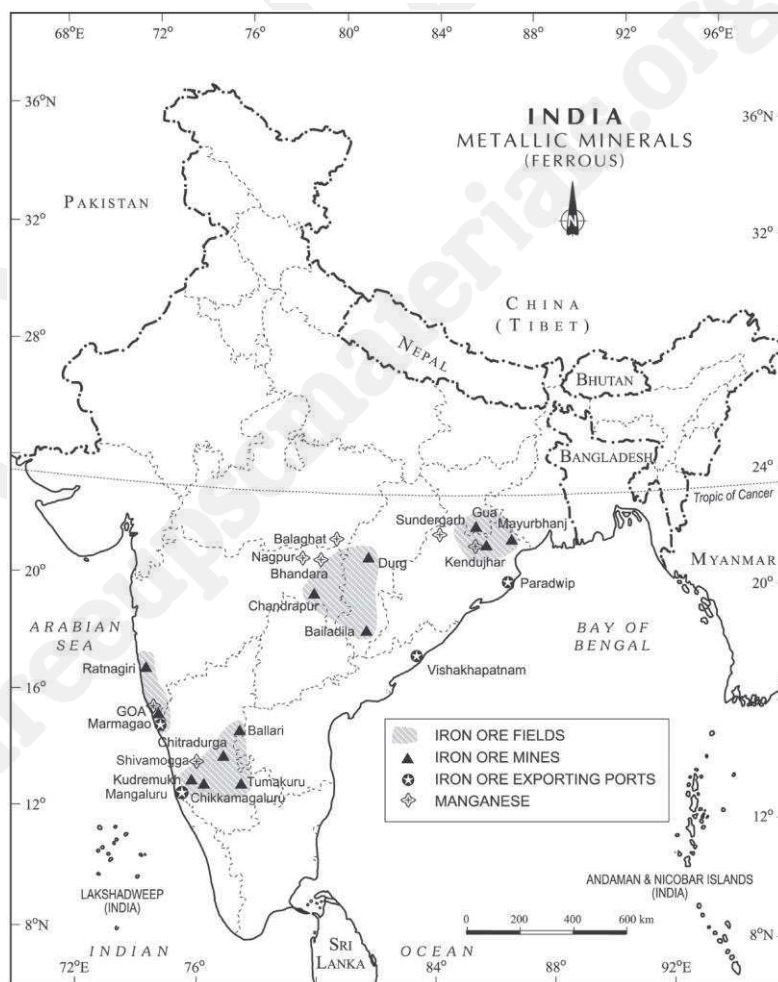 68°E 72° 76° 80° 84° 88° 92° 96°E
INDIA
METALLIC MINERALS
(FERROUS)
N
36°N
36°N
PAKISTAN
32°
32°
CHINA
(TIBET)
NEPAL
28°
28°
BHUTAN
BANGLADESH
24°
Tropic of Cancer
Gua
Sundergarh
Mayurbhanj
Balaghat
Nagpur
Bhandara
Durg
Kendujhar
MYANMAR
20°
20°
Paradwip
Chandrapur
ARABIAN
SEA
Bailadila
BAY OF
BENGAL
Ratnagiri
Vishakhapatnam
16°
16°
GOA
Marmagao
Ballari
Chitradurga
Shivamogga
Kudremukh
Tumakuru
Mangaluru
Chikkamagaluru
IRON ORE FIELDS
IRON ORE MINES
IRON ORE EXPORTING PORTS
MANGANESE
12°
12°
LAKSHADWEEP
(INDIA)
ANDAMAN & NICOBAR ISLANDS
(INDIA)
0 200 400 600 km
8°N
8°N
INDIAN
SRI
LANKA
OCEAN
72°E 76° 84° 88° 92°E